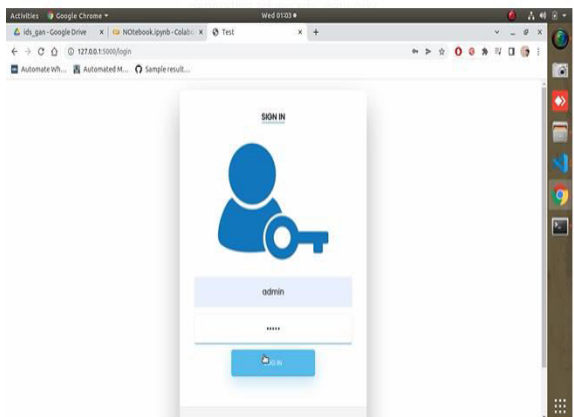 Activities Google Chrome ▾ Wed 01:03
ids_gan - Google Drive NOtebook.ipynb - Colabo Test
127.0.0.1:5000/login
Automate Wh... Automated M... Sample result...
SIGN IN
admin
•••••